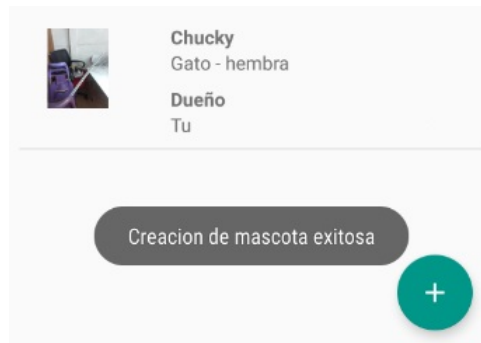 Chucky
Gato - hembra
Dueño
Tu
Creacion de mascota exitosa
+